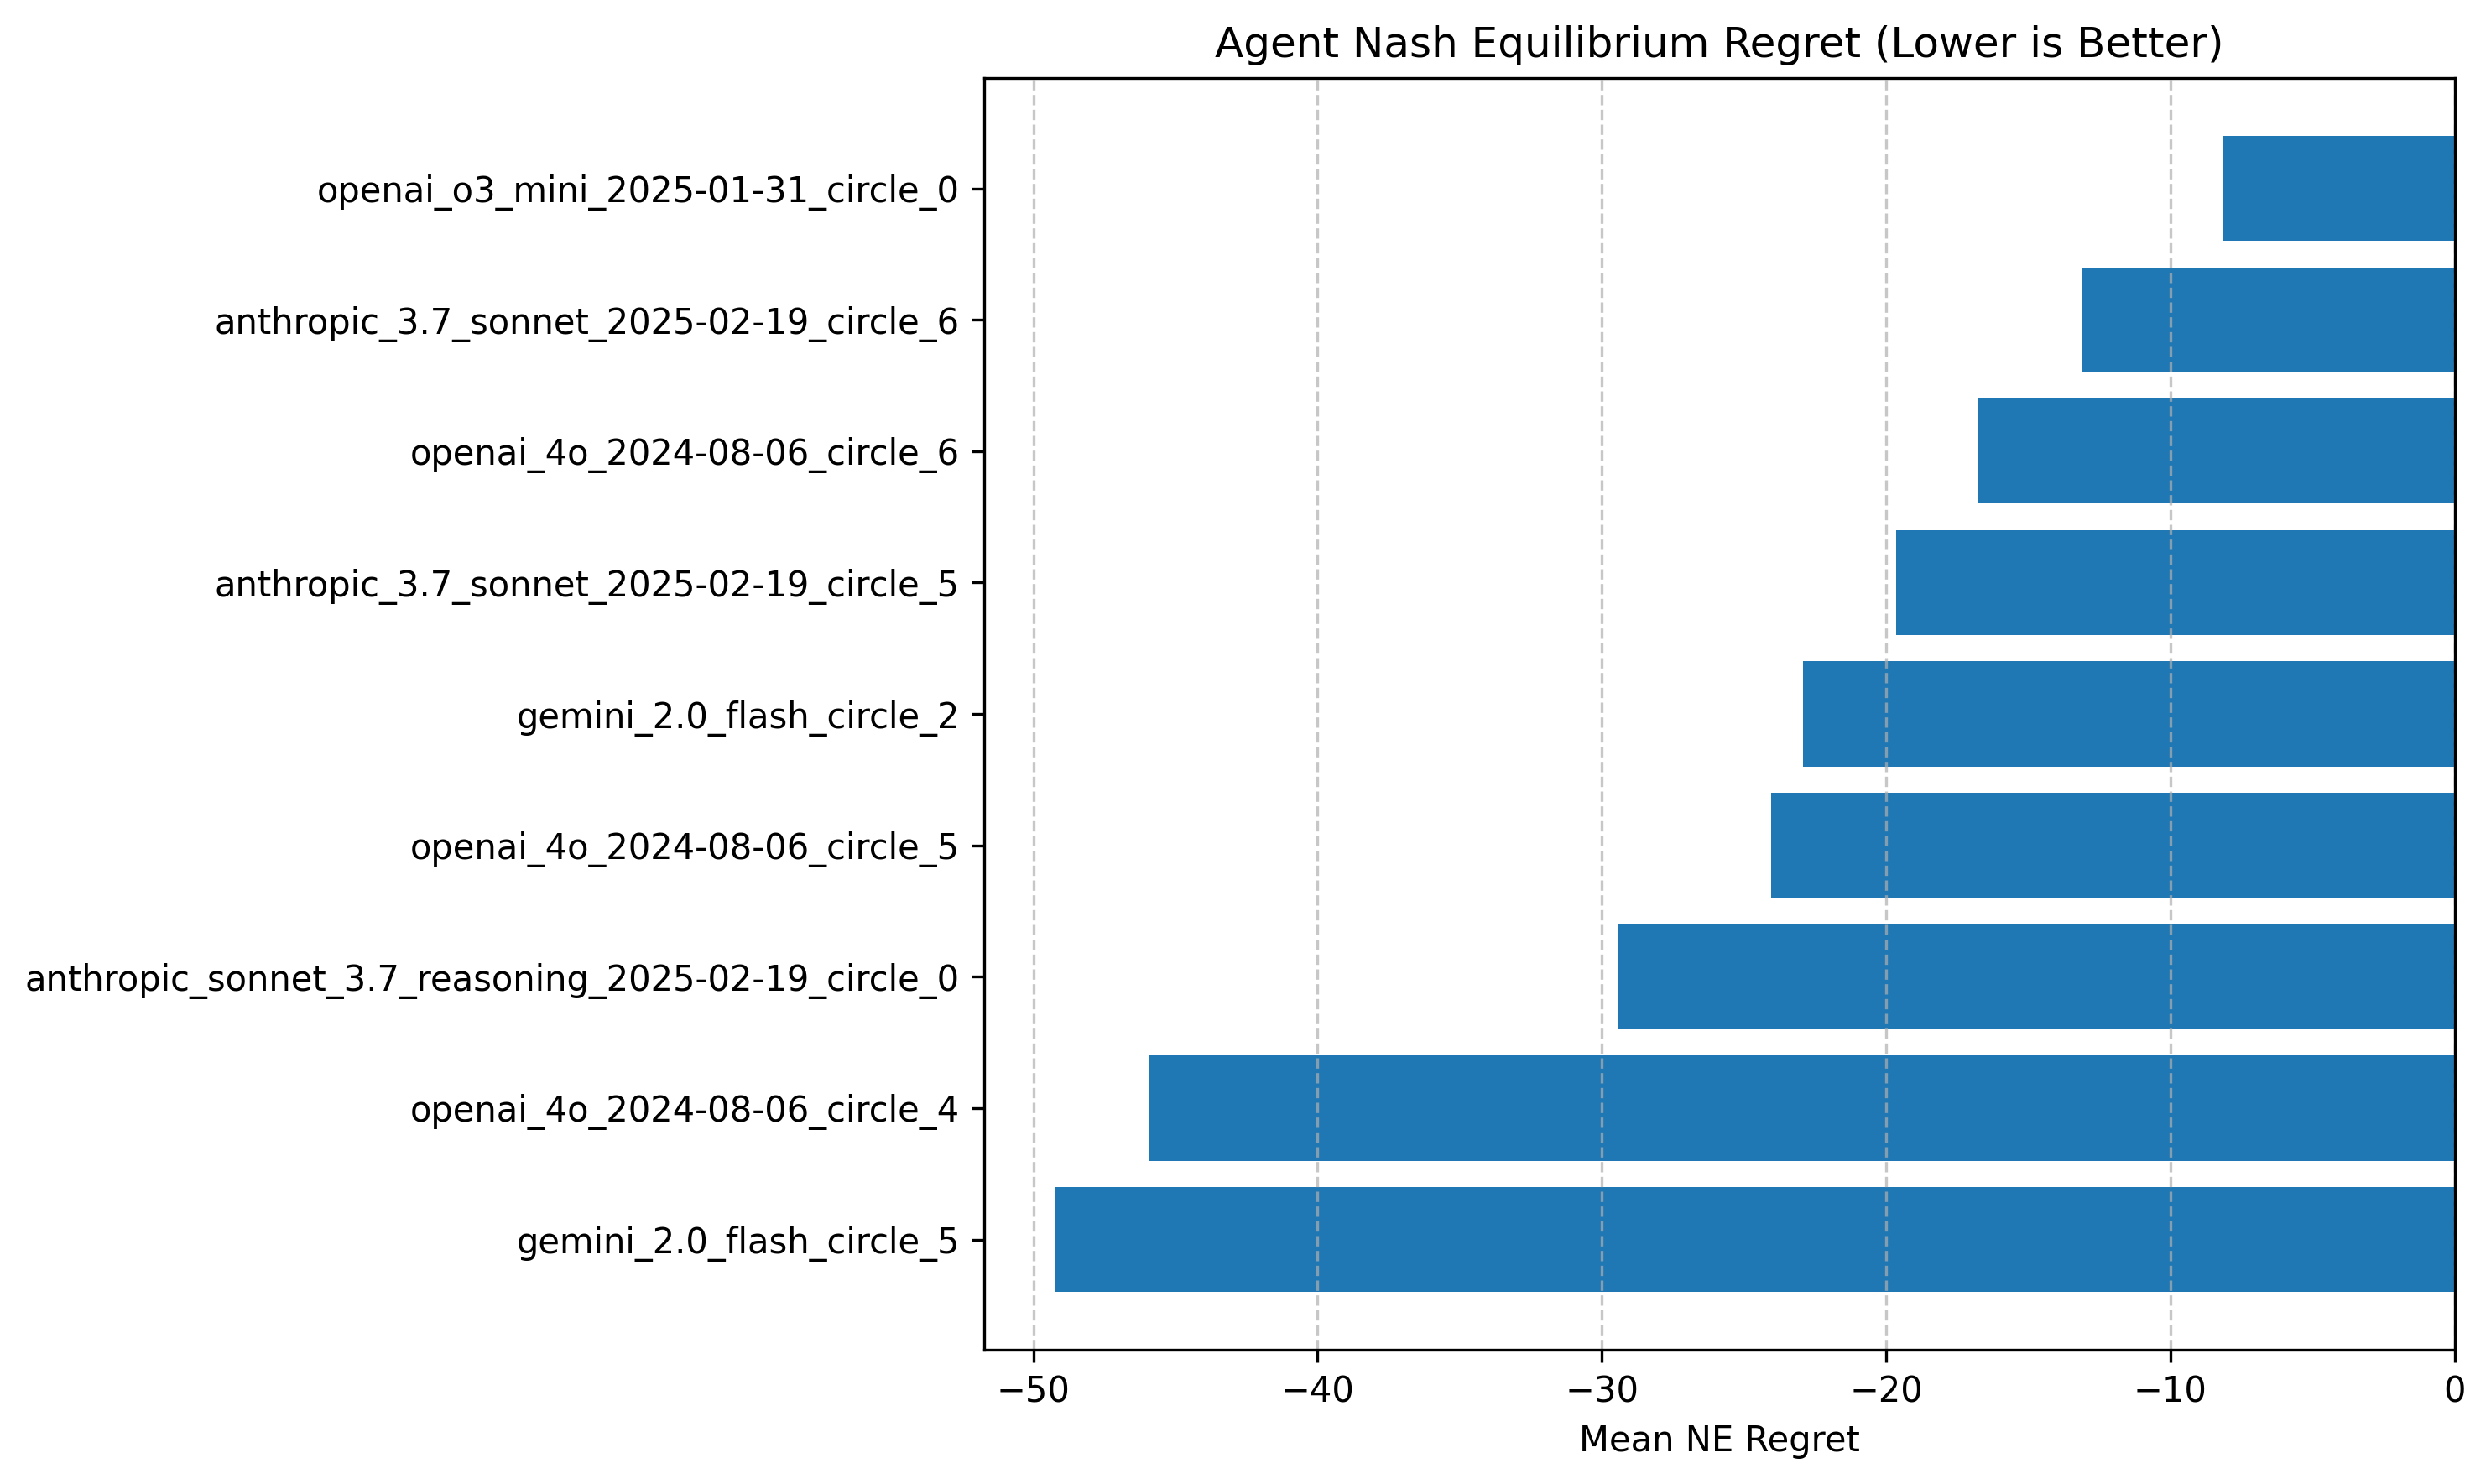 Agent Nash Equilibrium Regret (Lower is Better)
openai_o3_mini_2025-01-31_circle_0
anthropic_3.7_sonnet_2025-02-19_circle_6
openai_4o_2024-08-06_circle_6
anthropic_3.7_sonnet_2025-02-19_circle_5
gemini_2.0_flash_circle_2
openai_4o_2024-08-06_circle_5
anthropic_sonnet_3.7_reasoning_2025-02-19_circle_0
openai_4o_2024-08-06_circle_4
gemini_2.0_flash_circle_5
−50 −40 −30 −20 −10 0
Mean NE Regret